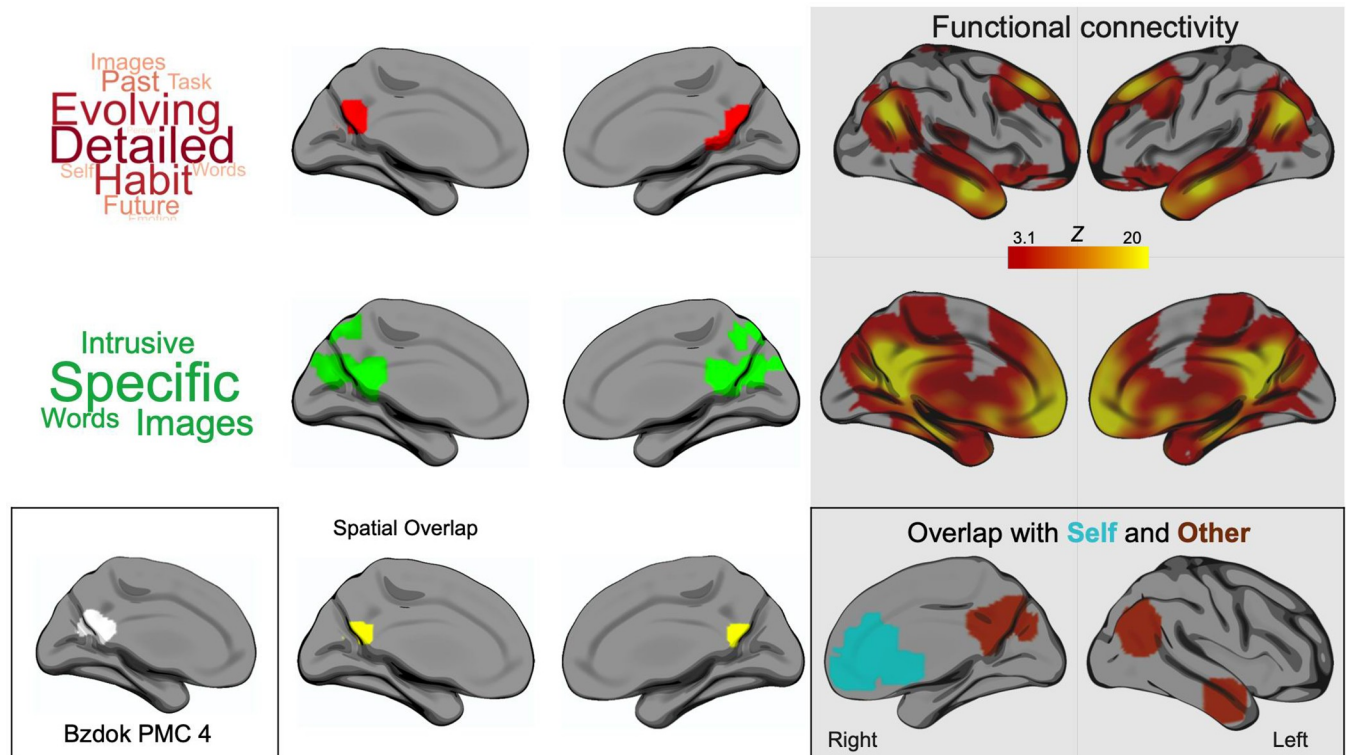 Images
Past Task
Evolving
Detailed
Self Habit Words
Future
Emotion
Functional connectivity
3.1 Z 20
Intrusive
Specific
Words Images
Spatial Overlap
Bzdok PMC 4
Overlap with Self and Other
Right Left